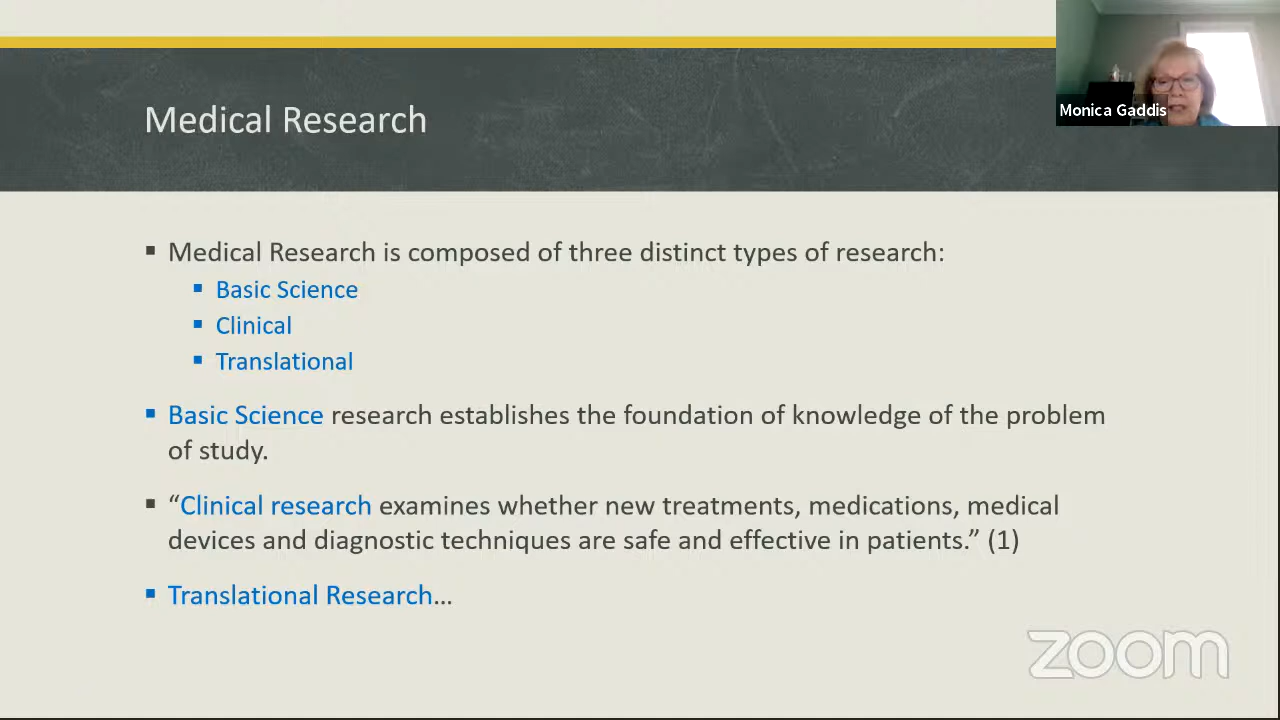 Medical Research
Monica Gaddis
▪ Medical Research is composed of three distinct types of research:
▪ Basic Science
▪ Clinical
▪ Translational
▪ Basic Science research establishes the foundation of knowledge of the problem
of study.
▪ “Clinical research examines whether new treatments, medications, medical
devices and diagnostic techniques are safe and effective in patients.” (1)
▪ Translational Research…
zoom